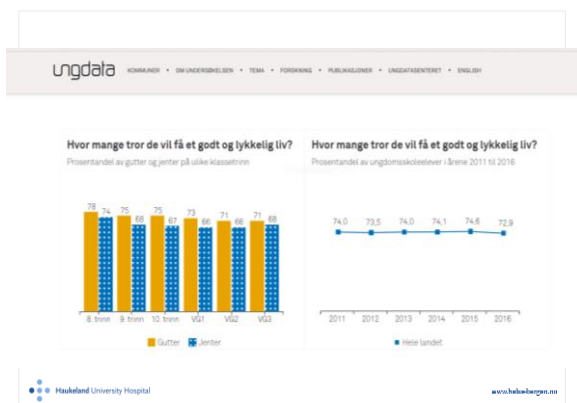 ungdata
KOMMUNER • OM UNDERSØKELSEN • TEMA • FORSKNING • PUBLIKASJONER • UNGDATASENTERET • ENGLISH
Hvor mange tror de vil få et godt og lykkelig liv?
Prosentandel av gutter og jenter på ulike klassetrinn
78 74 75 68 75 67 73 66 71 66 71 68
8. trinn 9. trinn 10. trinn VG1 VG2 VG3
Gutter Jenter
Hvor mange tror de vil få et godt og lykkelig liv?
Prosentandel av ungdomsskoleelever i årene 2011 til 2016
74,0 73,5 74,0 74,1 74,6 72,9
2011 2012 2013 2014 2015 2016
Hele landet
Haukeland University Hospital
www.helse-bergen.no